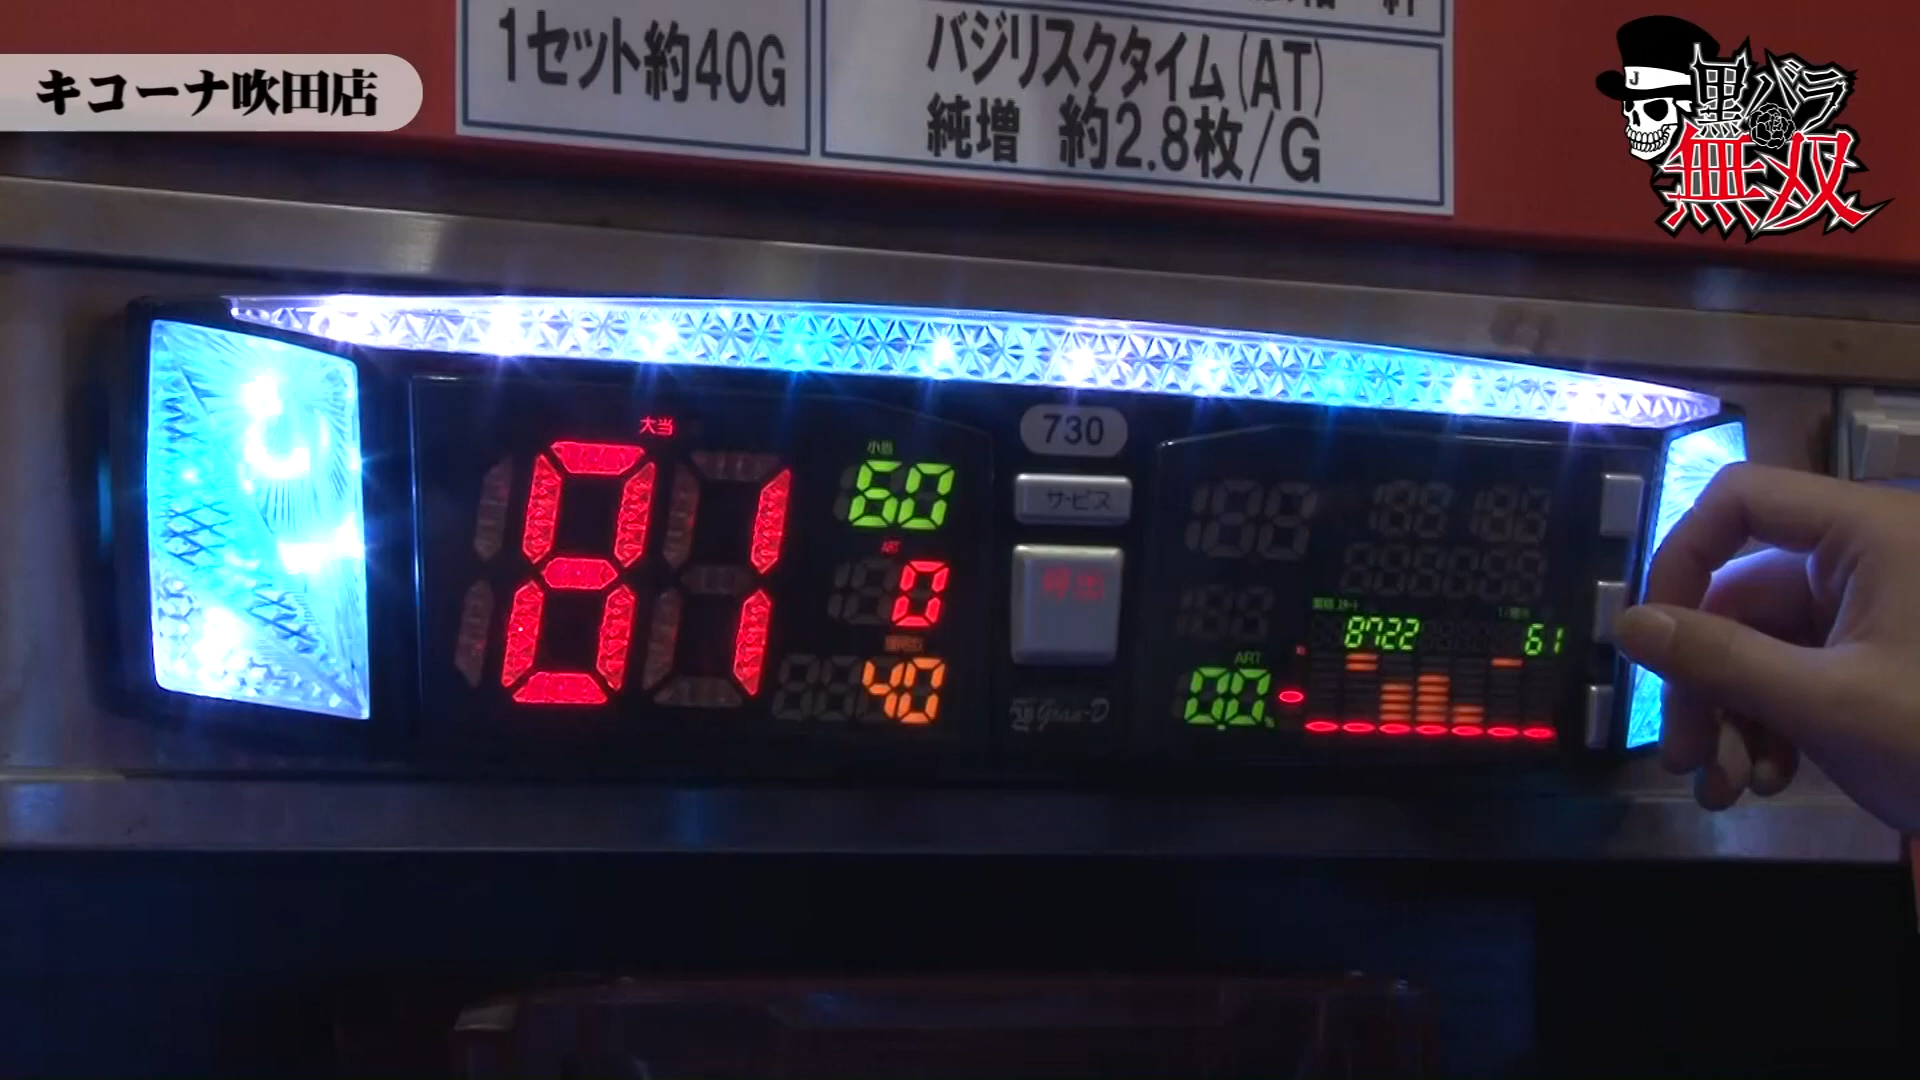 キコーナ吹田店
1セット約40G
バジリスクタイム(AT)
純増 約2.8枚/G
J
黒バラ
無双
大当
81
小当
60
ART
0
40
730
サービス
呼出
Gran-D
8722
61
ART
00